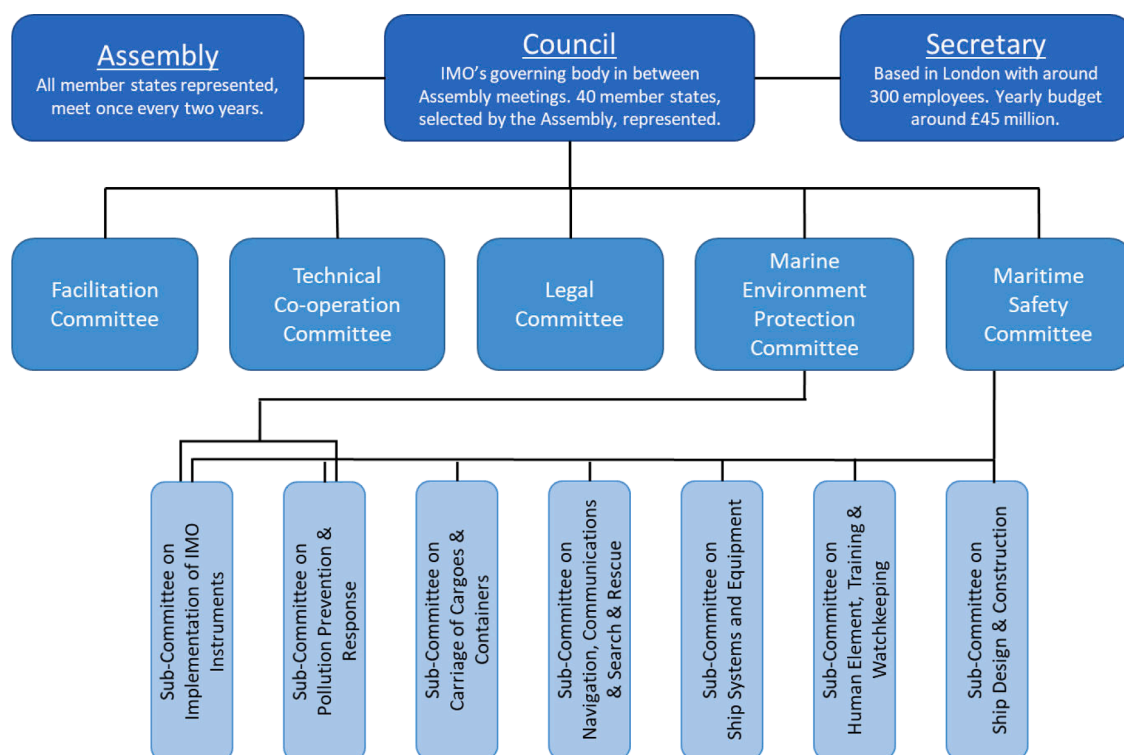 Assembly
All member states represented,
meet once every two years.
Council
IMO's governing body in between
Assembly meetings. 40 member states,
selected by the Assembly, represented.
Secretary
Based in London with around
300 employees. Yearly budget
around £45 million.
Facilitation
Committee
Technical
Co-operation
Committee
Legal
Committee
Marine
Environment
Protection
Committee
Maritime
Safety
Committee
Sub-Committee on
Implementation of IMO
Instruments
Sub-Committee on
Pollution Prevention &
Response
Sub-Committee on
Carriage of Cargoes &
Containers
Sub-Committee on
Navigation, Communications
& Search & Rescue
Sub-Committee on
Ship Systems and Equipment
Sub-Committee on
Human Element, Training &
Watchkeeping
Sub-Committee on
Ship Design & Construction